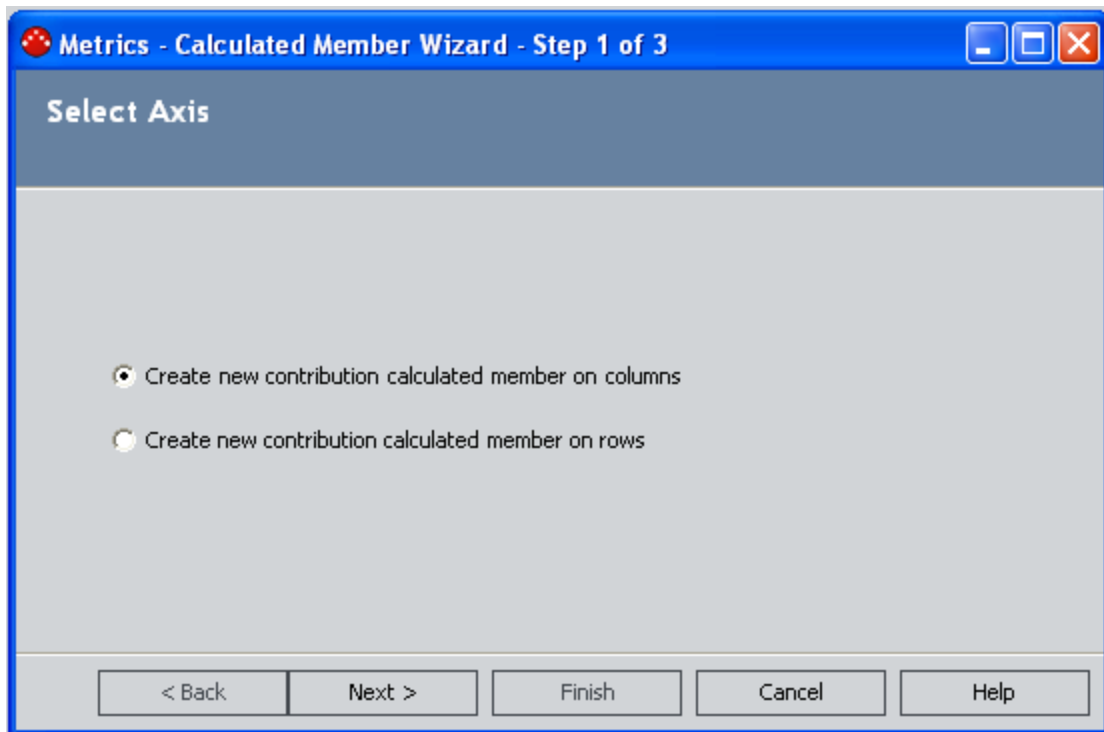 Metrics - Calculated Member Wizard - Step 1 of 3
Select Axis
Create new contribution calculated member on columns
Create new contribution calculated member on rows
< Back Next > Finish Cancel Help